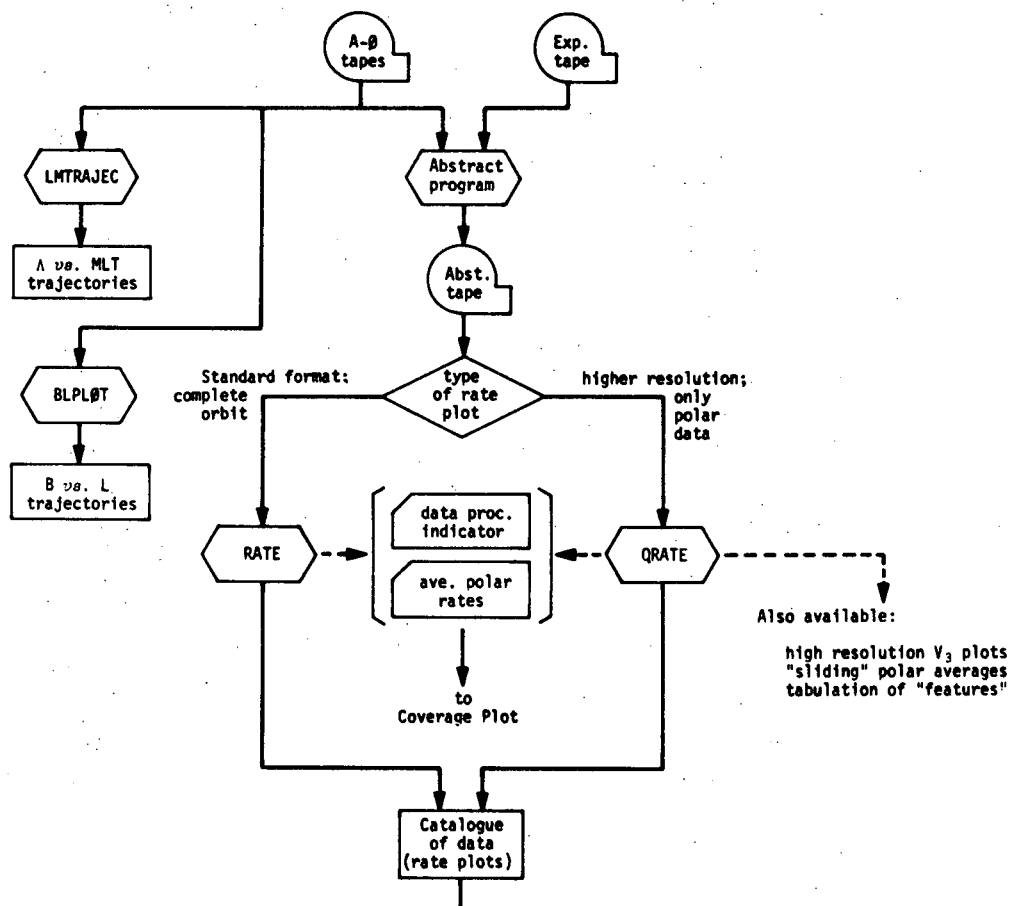 A-Ø
tapes
Exp.
tape
LMTRAJEC
Abstract
program
Λ vs. MLT
trajectories
Abst.
tape
BLPLØT
Standard format:
complete
orbit
type
of rate
plot
higher resolution;
only
polar
data
B vs. L
trajectories
RATE
data proc.
indicator
ave. polar
rates
QRATE
to
Coverage Plot
Also available:
high resolution V₃ plots
"sliding" polar averages
tabulation of "features"
Catalogue
of data
(rate plots)